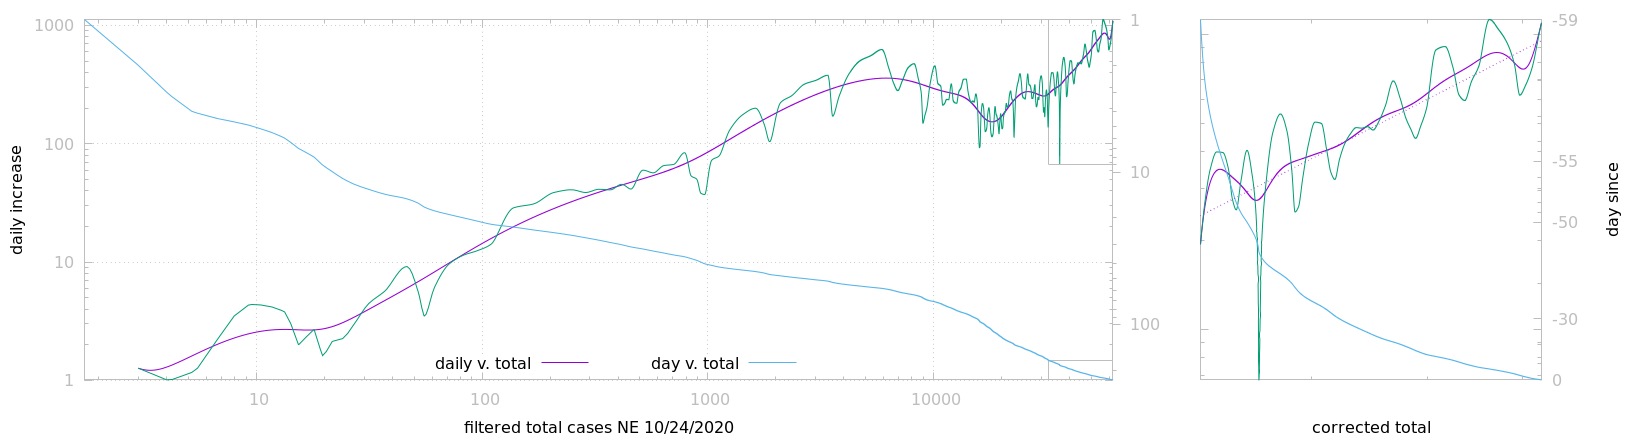 1000
100
10
1
daily increase
daily v. total
day v. total
10
100
1000
10000
filtered total cases NE 10/24/2020
1
10
100
-59
-55
-50
-30
0
day since
corrected total